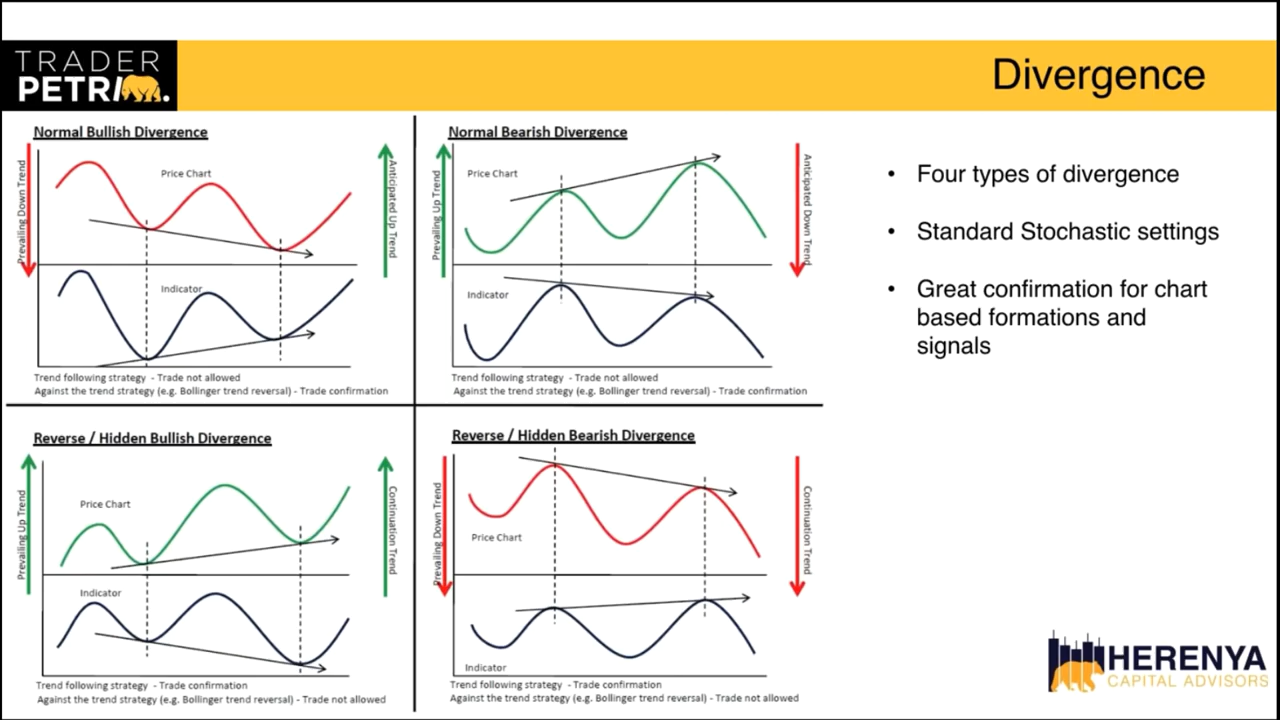 TRADER
PETRI.
Divergence
Normal Bullish Divergence
Prevailing Down Trend
Price Chart
Anticipated Up Trend
Indicator
Trend following strategy - Trade not allowed
Against the trend strategy (e.g. Bollinger trend reversal) - Trade confirmation
Normal Bearish Divergence
Prevailing Up Trend
Price Chart
Anticipated Down Trend
Indicator
Trend following strategy - Trade not allowed
Against the trend strategy (e.g. Bollinger trend reversal) - Trade confirmation
Reverse / Hidden Bullish Divergence
Prevailing Up Trend
Price Chart
Continuation Trend
Indicator
Trend following strategy - Trade confirmation
Against the trend strategy (e.g. Bollinger trend reversal) - Trade not allowed
Reverse / Hidden Bearish Divergence
Prevailing Down Trend
Price Chart
Continuation Trend
Indicator
Trend following strategy - Trade confirmation
Against the trend strategy (e.g. Bollinger trend reversal) - Trade not allowed
• Four types of divergence
• Standard Stochastic settings
• Great confirmation for chart
based formations and
signals
HERENYA
CAPITAL ADVISORS